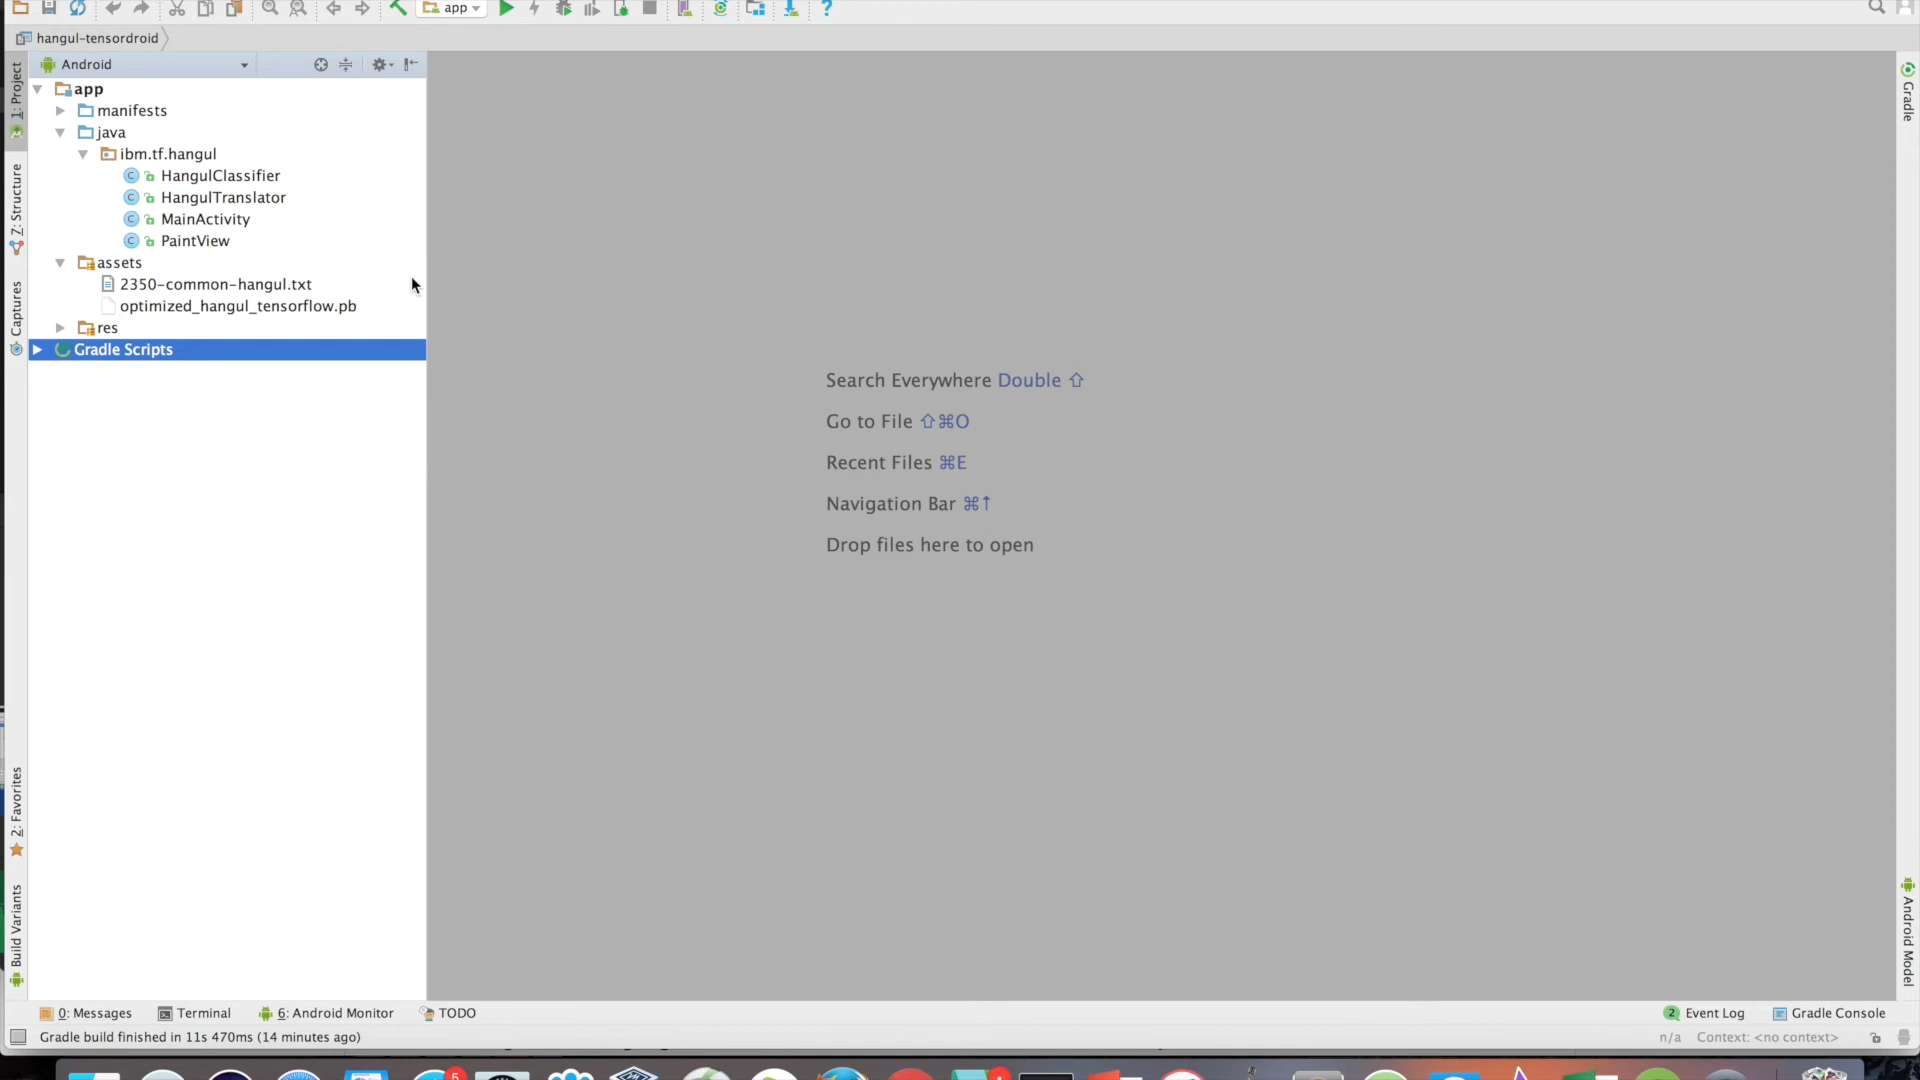 app
hangul-tensordroid
Android
app
manifests
java
ibm.tf.hangul
HangulClassifier
HangulTranslator
MainActivity
PaintView
assets
2350-common-hangul.txt
optimized_hangul_tensorflow.pb
res
Gradle Scripts
1: Project
7: Structure
Captures
2: Favorites
Build Variants
Search Everywhere Double ⇧
Go to File ⇧⌘O
Recent Files ⌘E
Navigation Bar ⌘↑
Drop files here to open
Gradle
Android Model
0: Messages
Terminal
6: Android Monitor
TODO
2 Event Log
Gradle Console
Gradle build finished in 11s 470ms (14 minutes ago)
n/a
Context: <no context>
5